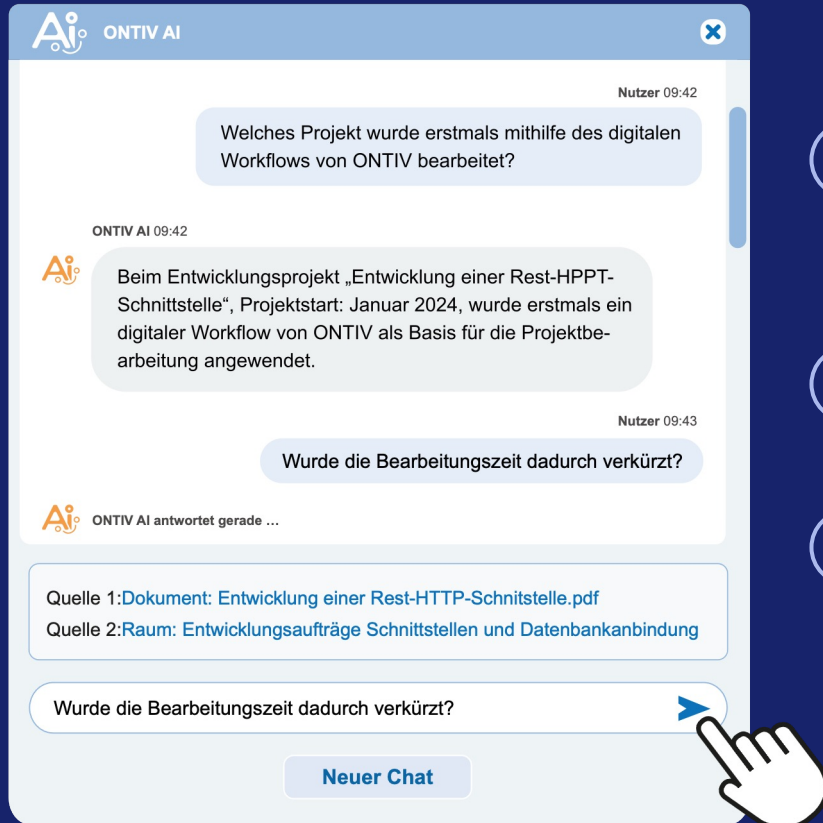 Ai ONTIV AI
Nutzer 09:42
Welches Projekt wurde erstmals mithilfe des digitalen
Workflows von ONTIV bearbeitet?
ONTIV AI 09:42
Ai
Beim Entwicklungsprojekt „Entwicklung einer Rest-HPPT-
Schnittstelle“, Projektstart: Januar 2024, wurde erstmals ein
digitaler Workflow von ONTIV als Basis für die Projektbe-
arbeitung angewendet.
Nutzer 09:43
Wurde die Bearbeitungszeit dadurch verkürzt?
Ai ONTIV AI antwortet gerade ...
Quelle 1:Dokument: Entwicklung einer Rest-HTTP-Schnitstelle.pdf
Quelle 2:Raum: Entwicklungsaufträge Schnittstellen und Datenbankanbindung
Wurde die Bearbeitungszeit dadurch verkürzt?
Neuer Chat